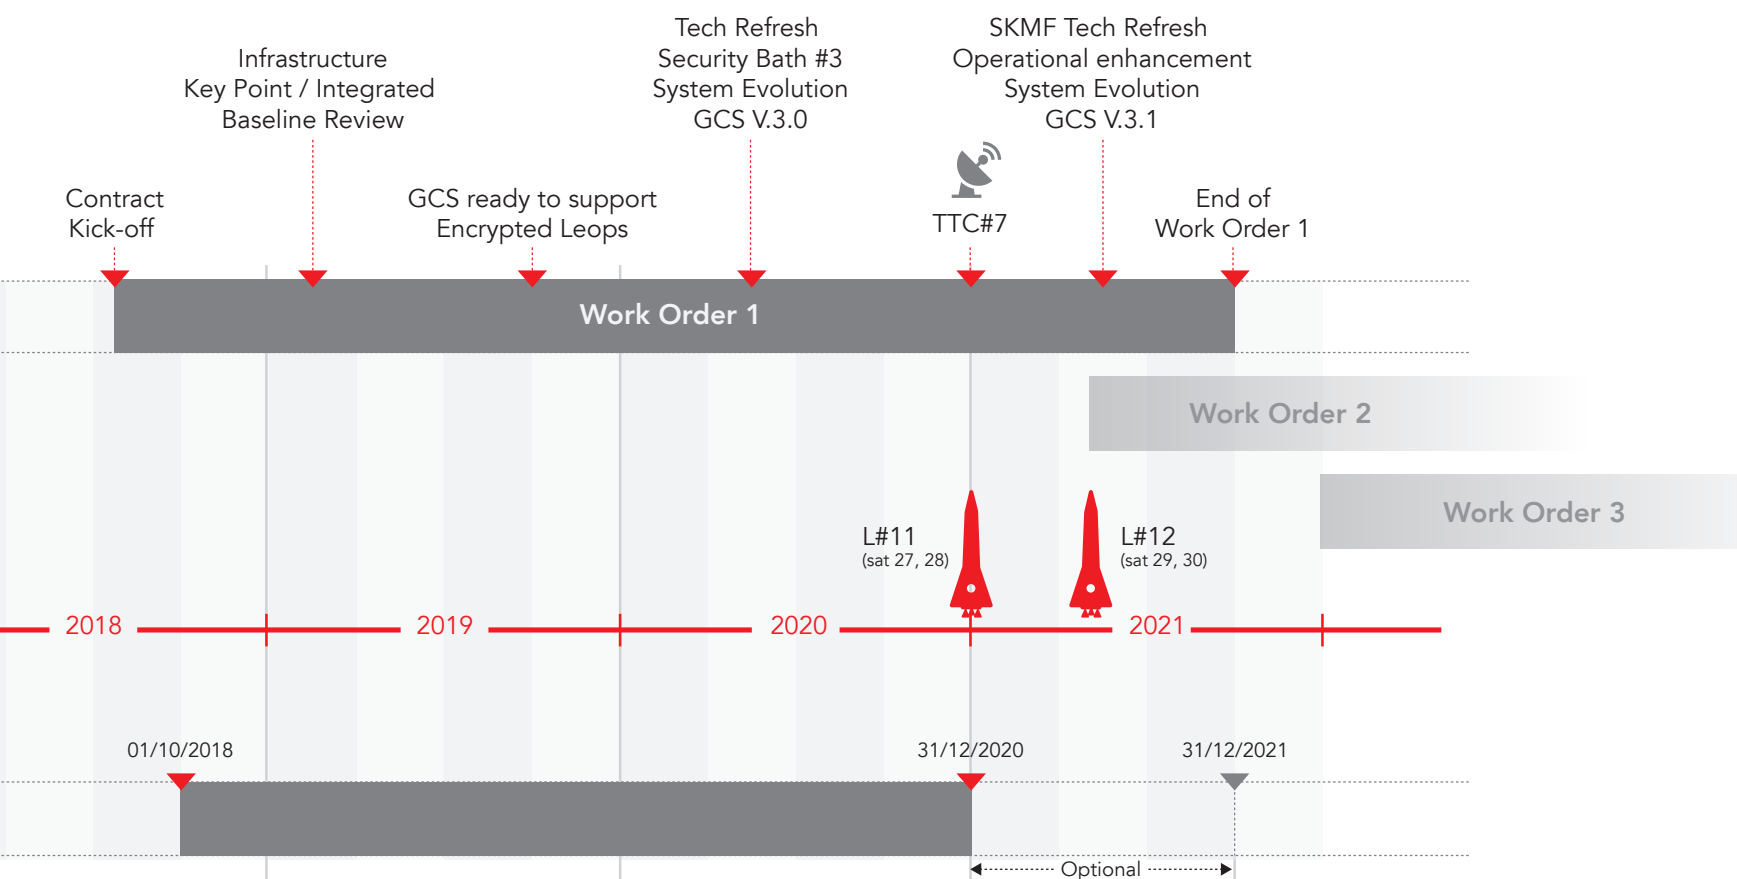 Tech Refresh
Security Bath #3
System Evolution
GCS V.3.0
SKMF Tech Refresh
Operational enhancement
System Evolution
GCS V.3.1
Infrastructure
Key Point / Integrated
Baseline Review
Contract
Kick-off
GCS ready to support
Encrypted Leops
TTC#7
End of
Work Order 1
Work Order 1
Work Order 2
Work Order 3
L#11
(sat 27, 28)
L#12
(sat 29, 30)
2018
2019
2020
2021
01/10/2018
31/12/2020
31/12/2021
Optional